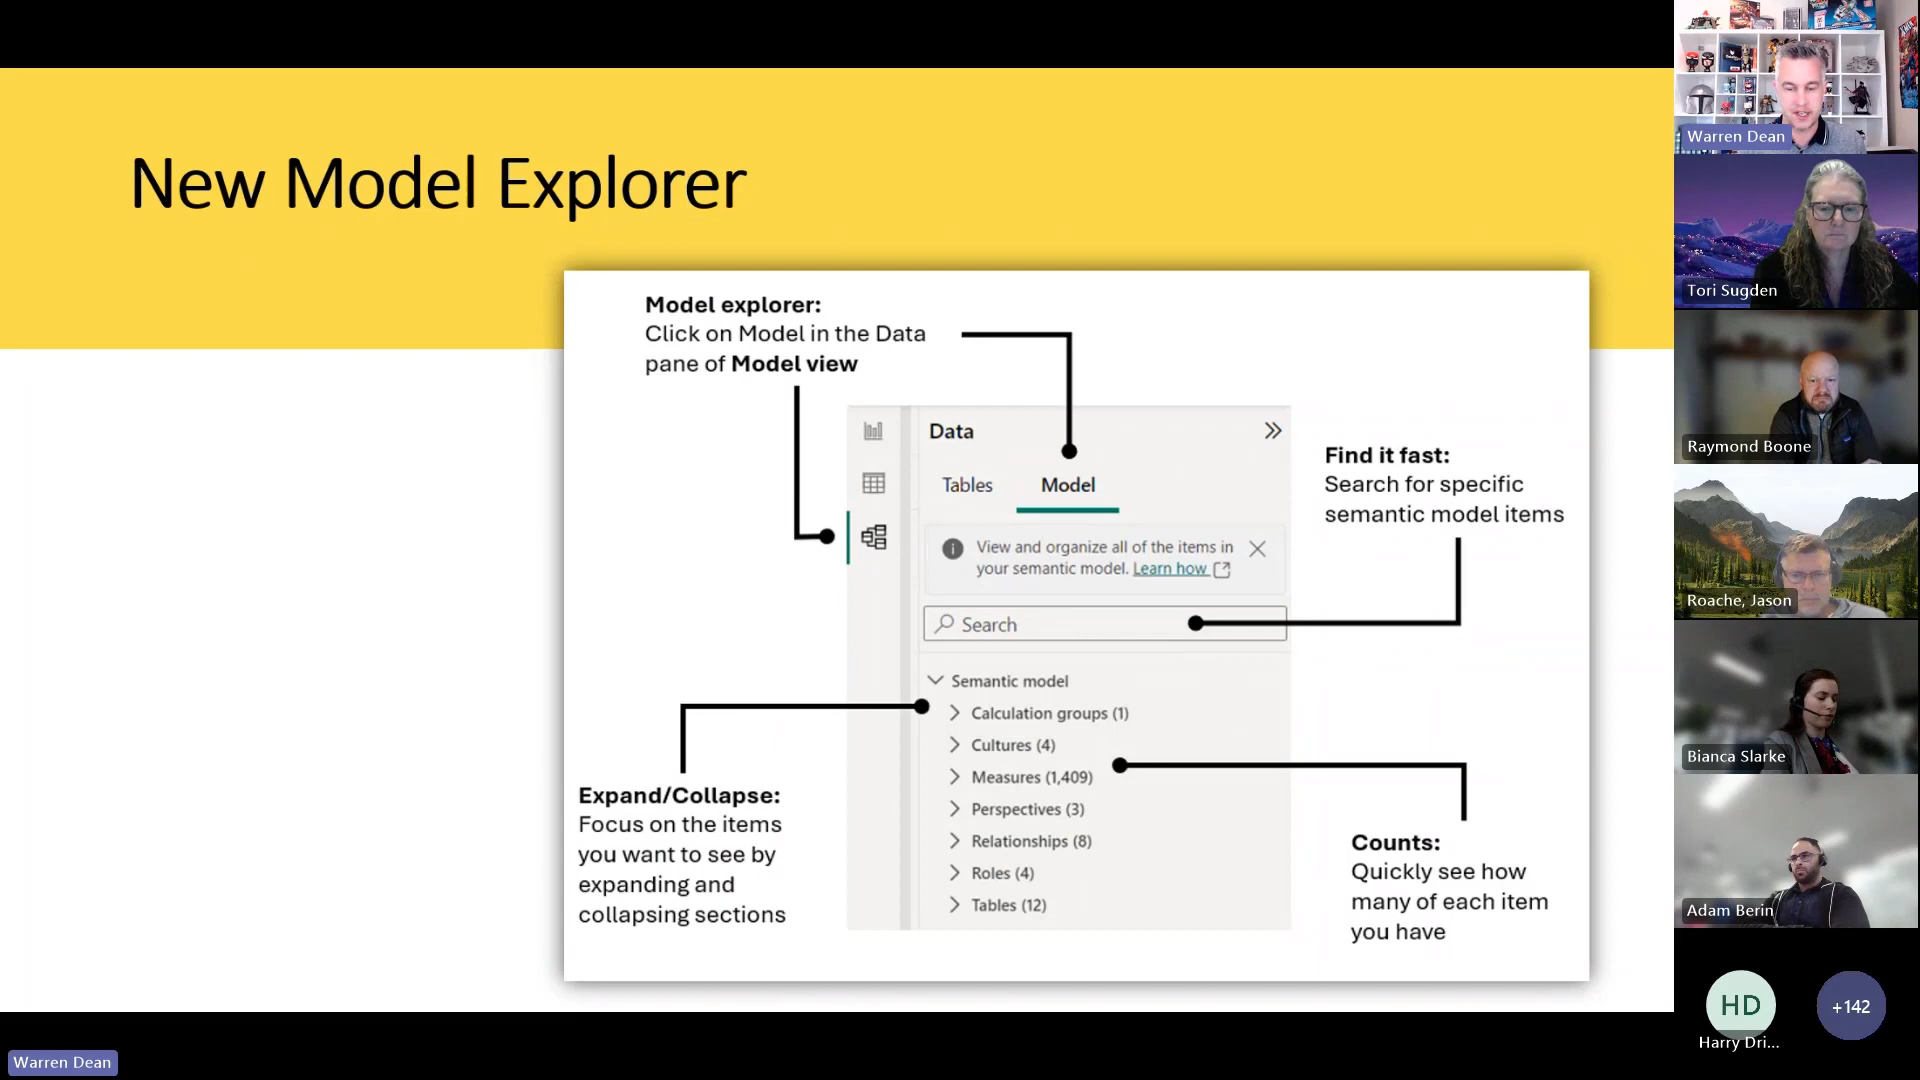 New Model Explorer
Model explorer:
Click on Model in the Data
pane of Model view
Data
Tables
Model
View and organize all of the items in
your semantic model. Learn how
Search
Semantic model
Calculation groups (1)
Cultures (4)
Measures (1,409)
Perspectives (3)
Relationships (8)
Roles (4)
Tables (12)
Find it fast:
Search for specific
semantic model items
Expand/Collapse:
Focus on the items
you want to see by
expanding and
collapsing sections
Counts:
Quickly see how
many of each item
you have
Warren Dean
Warren Dean
Tori Sugden
Raymond Boone
Roache, Jason
Bianca Slarke
Adam Berin
HD
Harry Dri...
+142